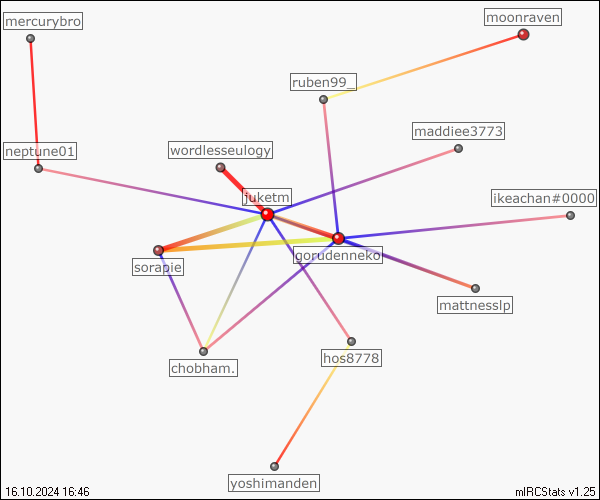 mercurybro
moonraven
ruben99_
maddiee3773
neptune01
wordlesseulogy
juketm
ikeachan#0000
gorudenneko
sorapie
mattnesslp
chobham.
hos8778
yoshimanden
16.10.2024 16:46
mIRCStats v1.25